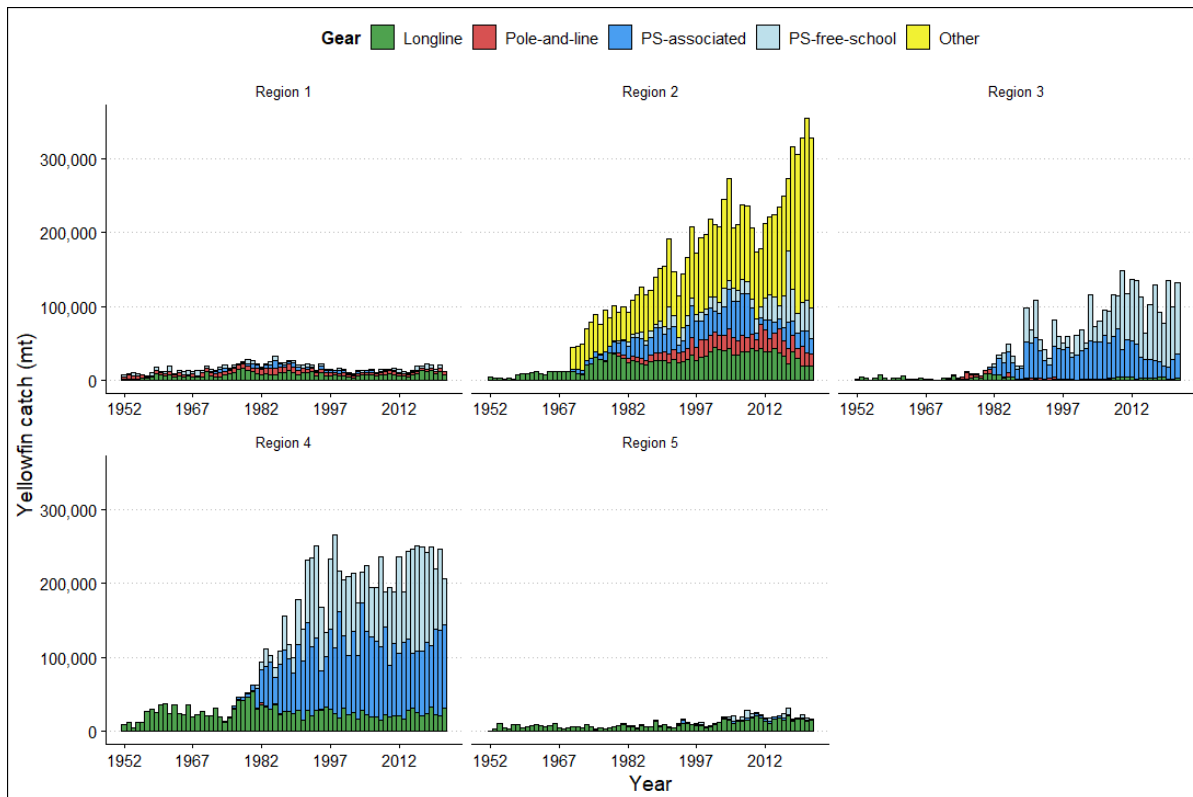 Gear Longline Pole-and-line PS-associated PS-free-school Other
Region 1 Region 2 Region 3
300,000
200,000
100,000
0
1952 1967 1982 1997 2012 1952 1967 1982 1997 2012 1952 1967 1982 1997 2012
Region 4 Region 5
300,000
200,000
100,000
0
1952 1967 1982 1997 2012 1952 1967 1982 1997 2012
Yellowfin catch (mt)
Year